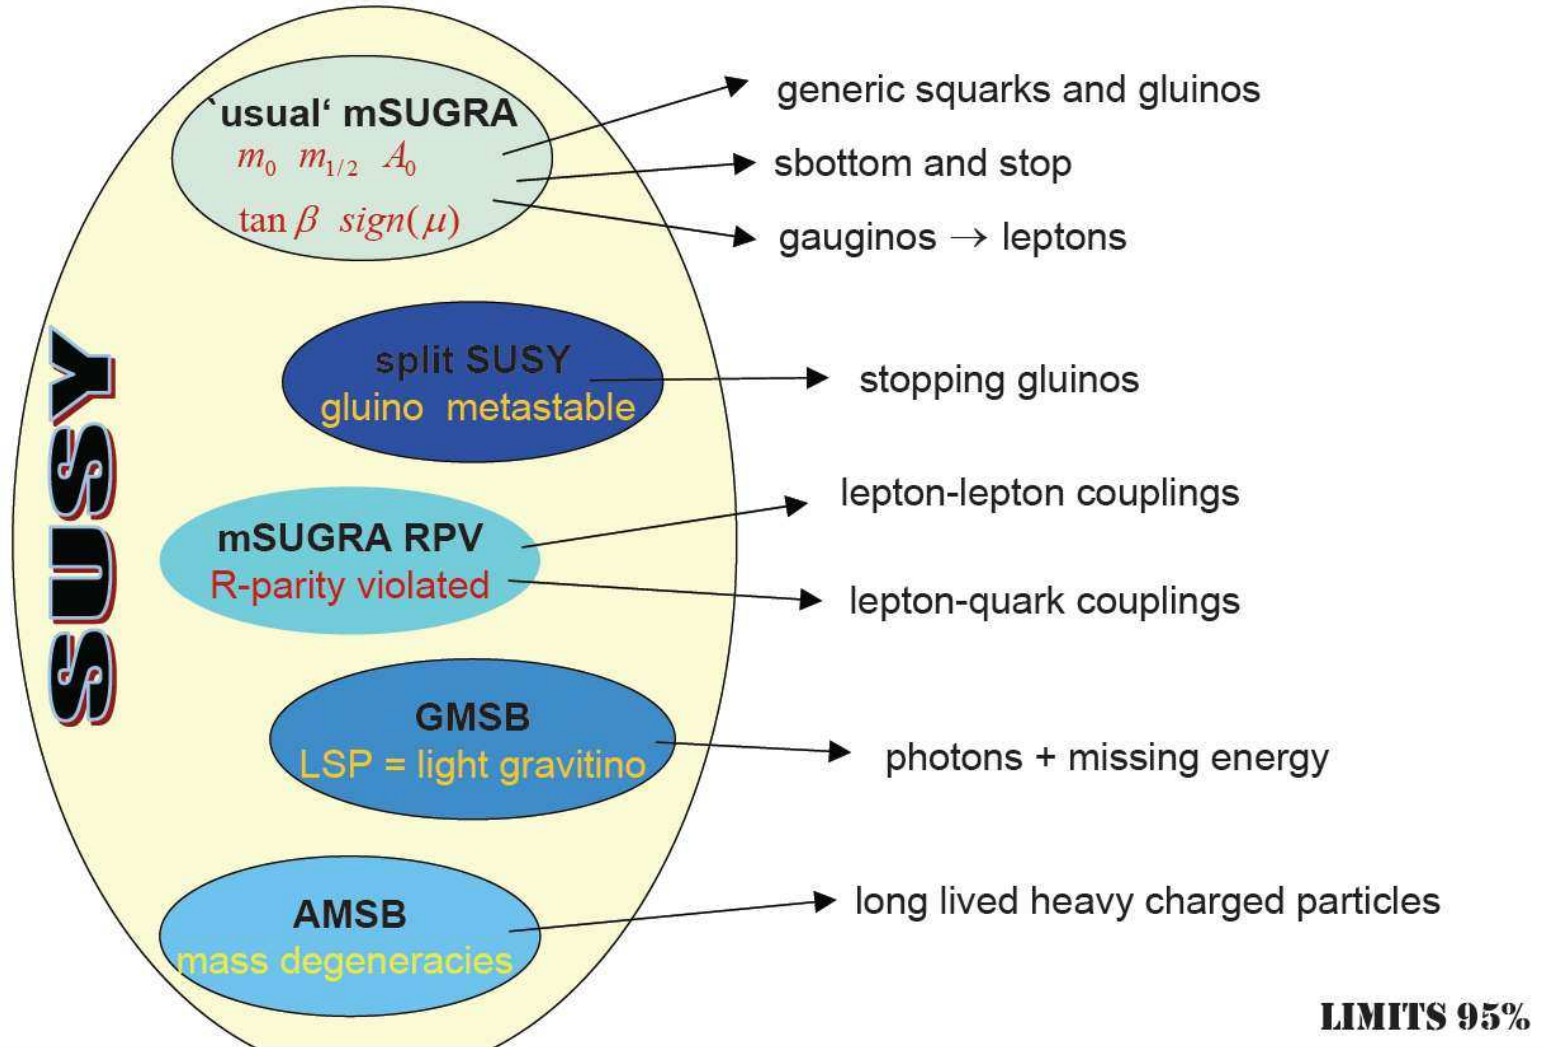 `usual‘ mSUGRA
m₀ m₁/₂ A₀
tan β sign(μ)
generic squarks and gluinos
sbottom and stop
gauginos → leptons
SUSY
split SUSY
gluino metastable
stopping gluinos
mSUGRA RPV
R-parity violated
lepton-lepton couplings
lepton-quark couplings
GMSB
LSP = light gravitino
photons + missing energy
AMSB
mass degeneracies
long lived heavy charged particles
LIMITS 95%